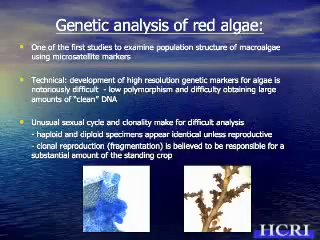 Genetic analysis of red algae:
One of the first studies to examine population structure of macroalgae
using microsatellite markers
Technical: development of high resolution genetic markers for algae is
notoriously difficult - low polymorphism and difficulty obtaining large
amounts of "clean" DNA
Unusual sexual cycle and clonality make for difficult analysis
- haploid and diploid specimens appear identical unless reproductive
- clonal reproduction (fragmentation) is believed to be responsible for a
substantial amount of the standing crop
HCRI